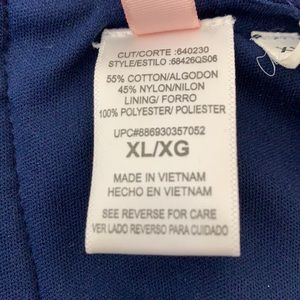 CUT/CORTE :640230
STYLE/ESTILO :68426QS06
55% COTTON/ALGODON
45% NYLON/NILON
LINING/ FORRO
100% POLYESTER/ POLIESTER
UPC#886930357052
XL/XG
MADE IN VIETNAM
HECHO EN VIETNAM
SEE REVERSE FOR CARE
VER LADO REVERSO PARA CUIDADO